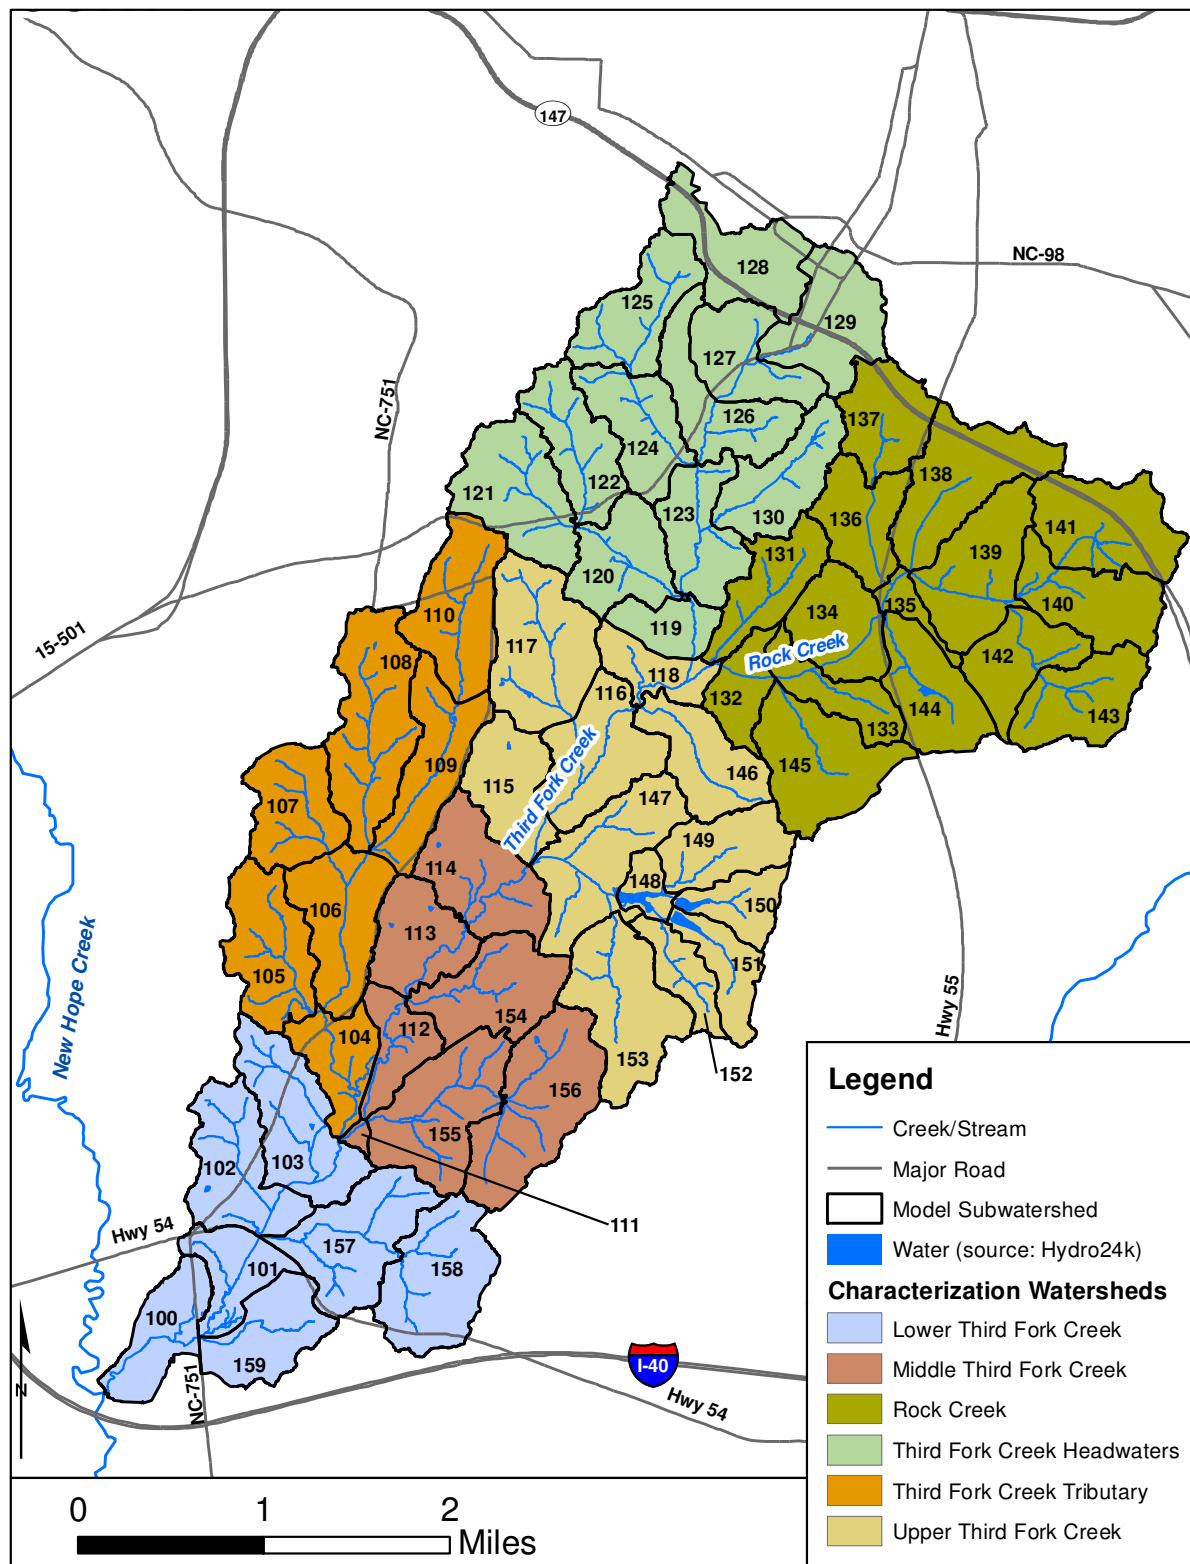 147
NC-98
128
125
129
127
NC-751
126
137
124
138
122
121
123
130
136
141
131
139
120
134
135
140
110
119
15-501
117
Rock Creek
142
108
118
116
132
144
143
133
109
145
146
115
Third Fork Creek
147
107
149
114
148
106
150
113
New Hope Creek
151
105
154
Hwy 55
112
104
153
152
156
155
103
102
111
Hwy 54
157
101
158
100
159
NC-751
I-40
Hwy 54
N
0 1 2
Miles
Legend
Creek/Stream
Major Road
Model Subwatershed
Water (source: Hydro24k)
Characterization Watersheds
Lower Third Fork Creek
Middle Third Fork Creek
Rock Creek
Third Fork Creek Headwaters
Third Fork Creek Tributary
Upper Third Fork Creek